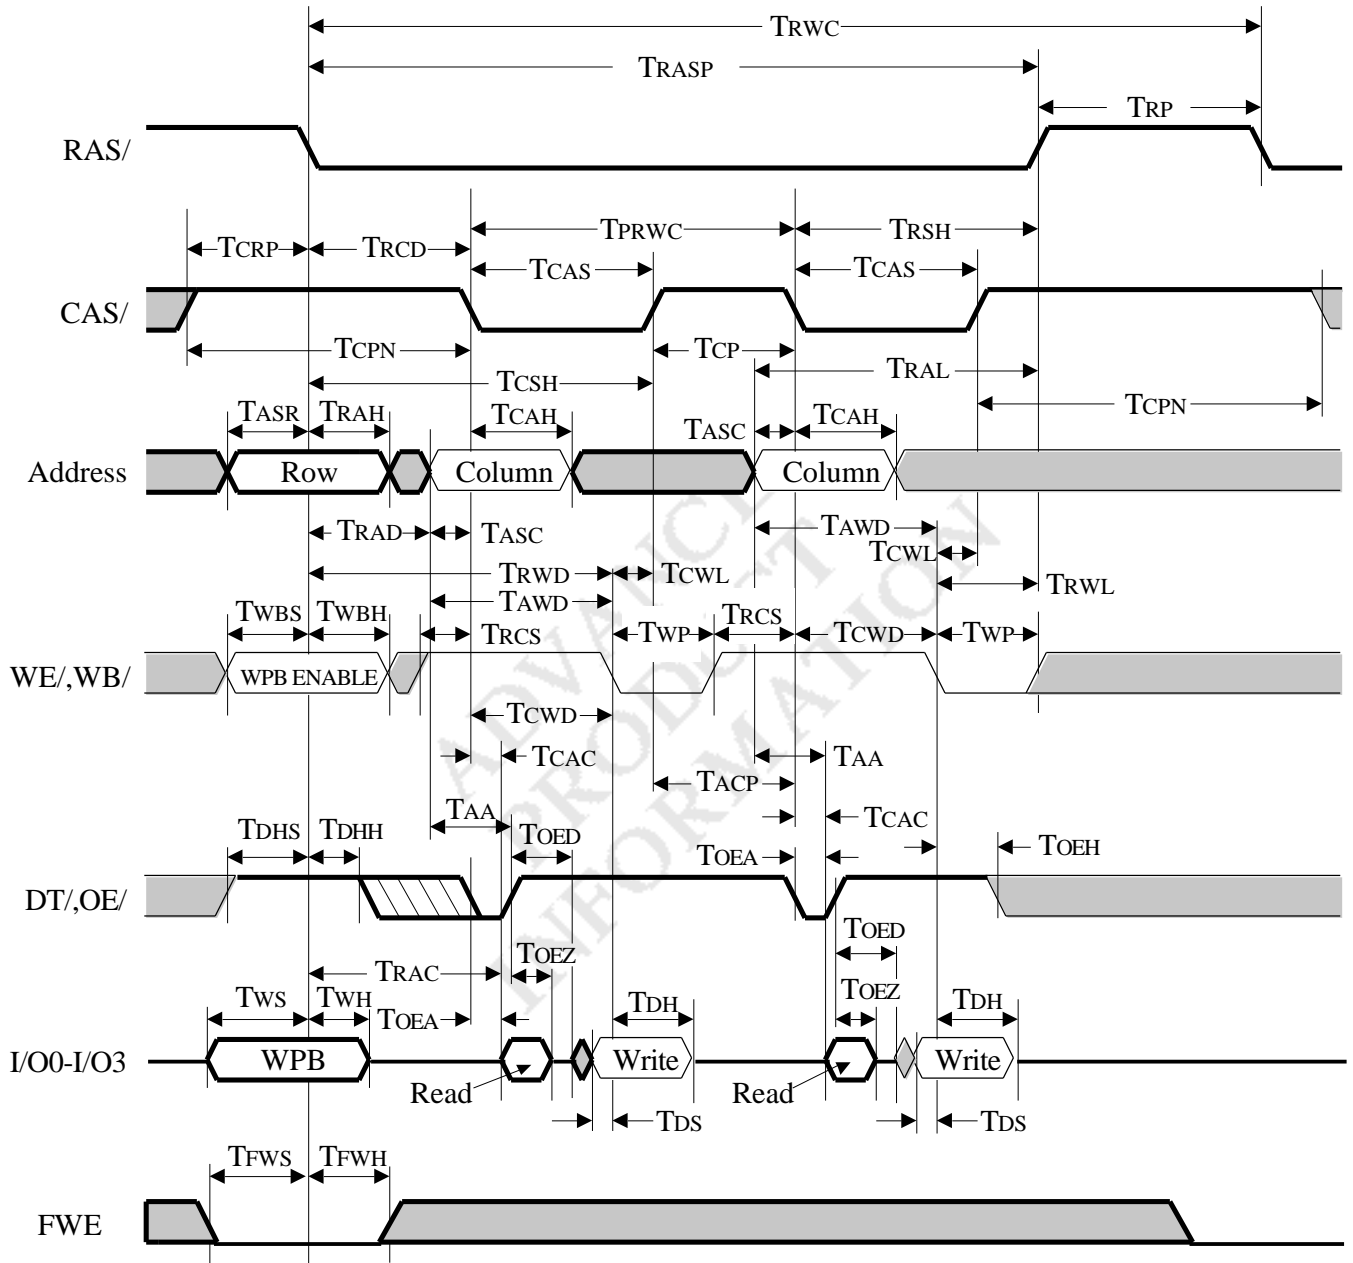 TRWC
TRASP
TRP
RAS/
TPRWC TRSH
TCRP TRCD
TCAS TCAS
CAS/
TCPN TCP
TRAL
TCSH
TCPN
TASR TRAH TCAH TASC TCAH
Address Row Column Column
TRAD TASC TAWD
TCWL
TRWD TCWL TRWL
TAWD
TWBS TWBH TRCS TWP TRCS TCWD TWP
WE/,WB/ WPB ENABLE
TCWD
TCAC TAA
TACP
TAA TCAC
TDHS TDHH TOED TOEA TOEH
DT/,OE/
TOED
TRAC TOEZ
TWS TWH TOEA TDH TOEZ TDH
I/O0-I/O3 WPB Write Write
Read Read
TDS TDS
TFWS TFWH
FWE
ADVANCE
PRODUCT
INFORMATION